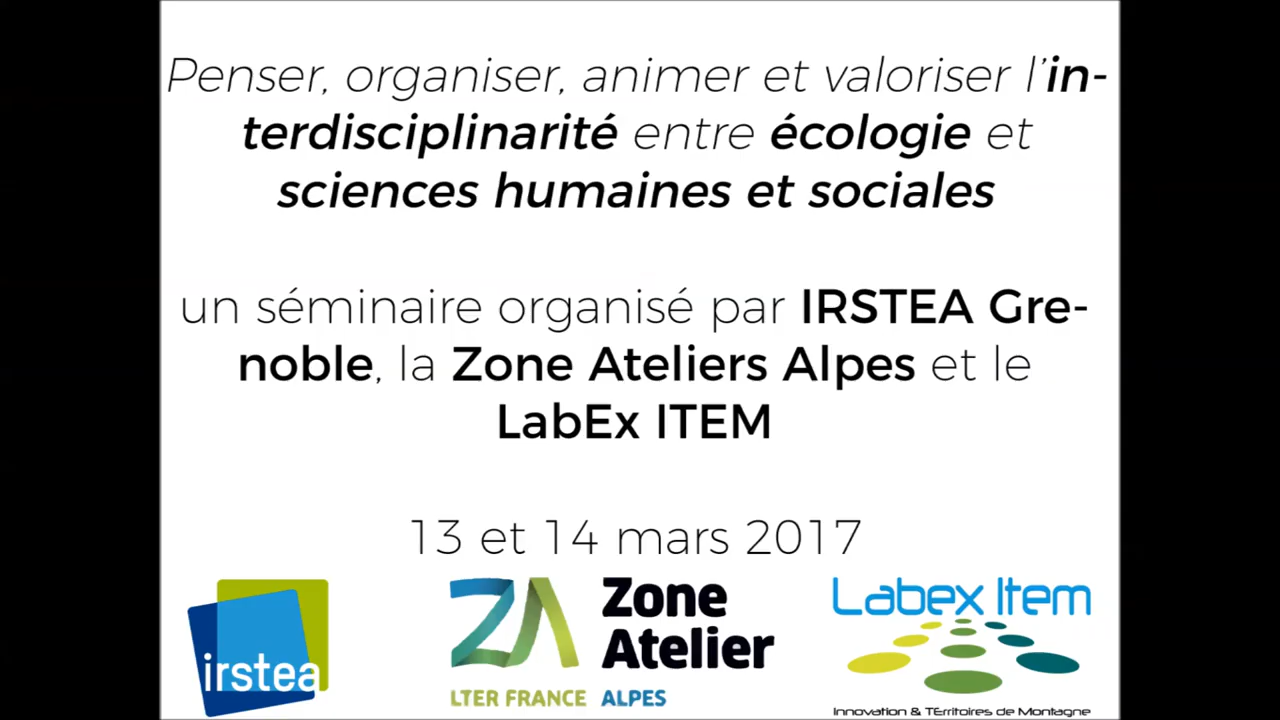 Penser, organiser, animer et valoriser l'in-
terdisciplinarité entre écologie et
sciences humaines et sociales
un séminaire organisé par IRSTEA Gre-
noble, la Zone Ateliers Alpes et le
LabEx ITEM
13 et 14 mars 2017
irstea
ZA Zone
Atelier
LTER FRANCE ALPES
Labex Item
Innovation & TErritoires de Montagne